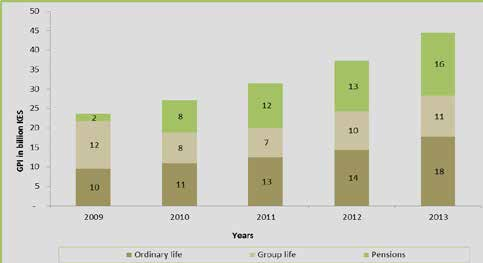 GPI in billion KES
50
45
40
35
30
25
20
15
10
5
-
2 8 12 13 16
12 8 7 10 11
10 11 13 14 18
2009 2010 2011 2012 2013
Years
Ordinary life Group life Pensions